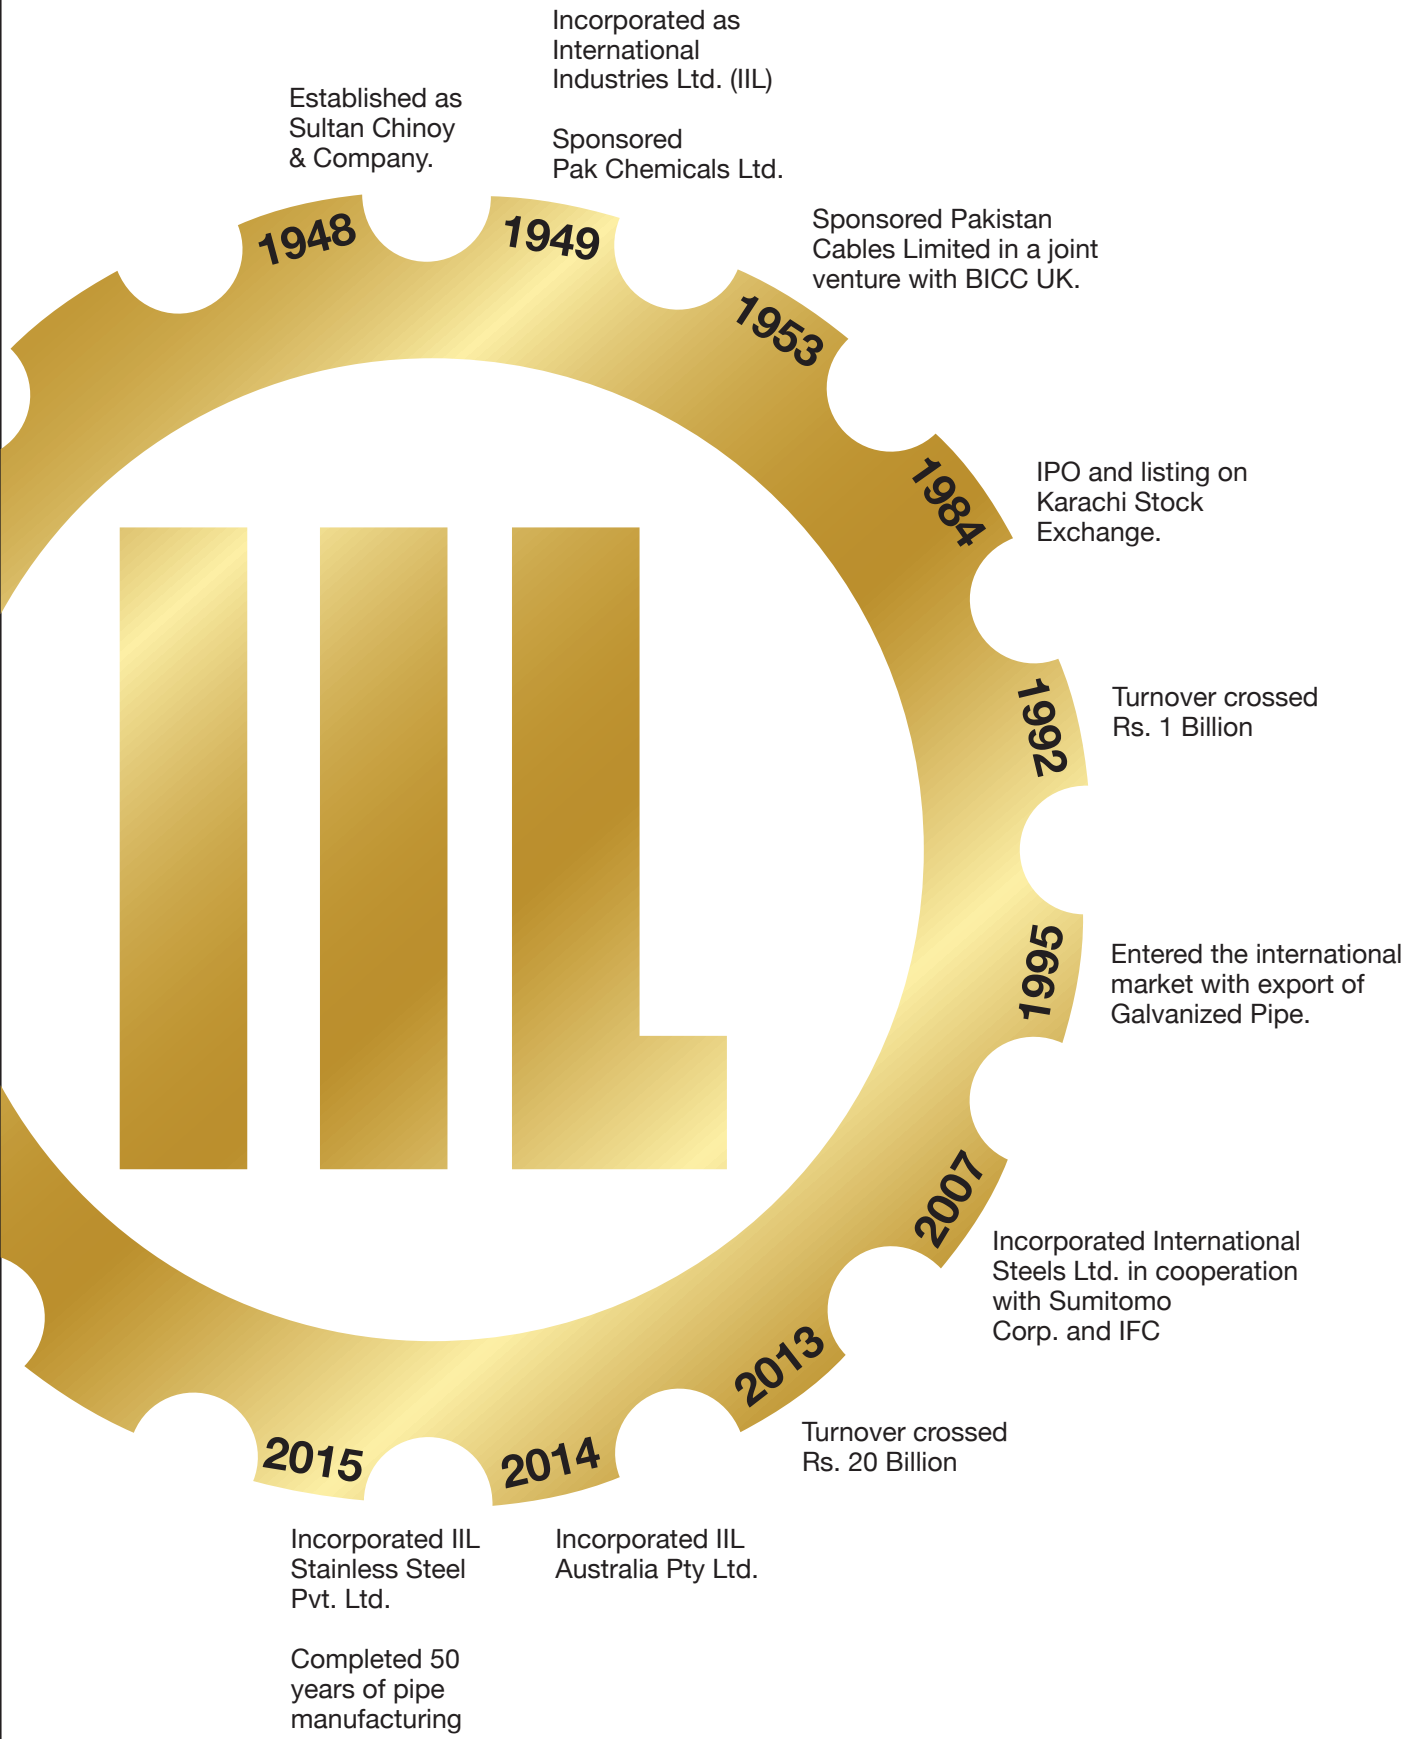 Incorporated as
International
Industries Ltd. (IIL)
Sponsored
Pak Chemicals Ltd.
Established as
Sultan Chinoy
& Company.
1948
1949
Sponsored Pakistan
Cables Limited in a joint
venture with BICC UK.
1953
IPO and listing on
Karachi Stock
Exchange.
1984
IIL
Turnover crossed
Rs. 1 Billion
1992
1995
Entered the international
market with export of
Galvanized Pipe.
2007
Incorporated International
Steels Ltd. in cooperation
with Sumitomo
Corp. and IFC
2013
Turnover crossed
Rs. 20 Billion
2014
Incorporated IIL
Australia Pty Ltd.
2015
Incorporated IIL
Stainless Steel
Pvt. Ltd.
Completed 50
years of pipe
manufacturing